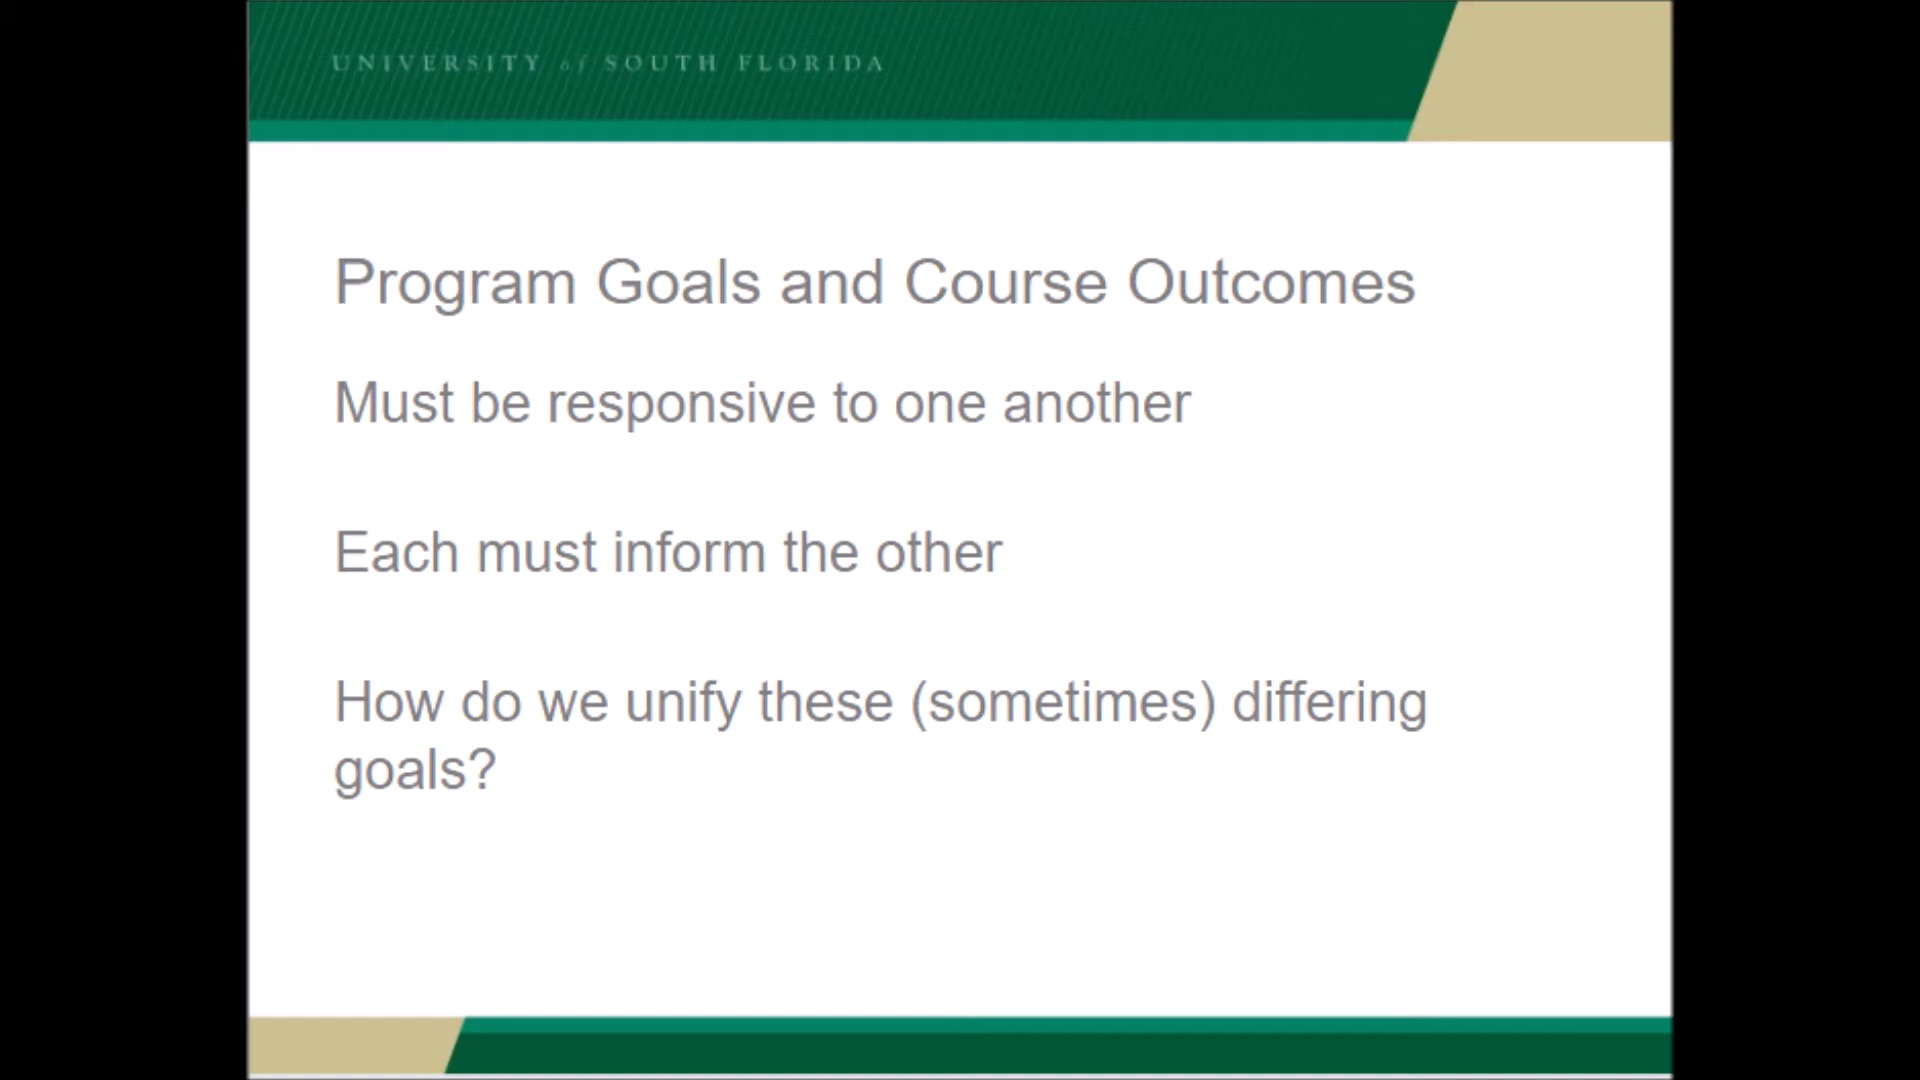 UNIVERSITY of SOUTH FLORIDA
Program Goals and Course Outcomes
Must be responsive to one another
Each must inform the other
How do we unify these (sometimes) differing
goals?